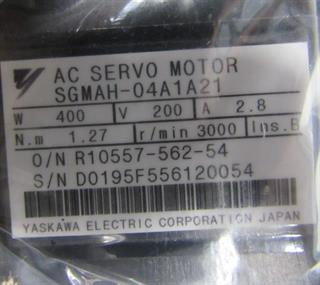 AC SERVO MOTOR
SGMAH-04A1A21
W 400 V 200 A 2.8
N.m 1.27 r/min 3000 Ins.B
O/N R10557-562-54
S/N D0195F556120054
YASKAWA ELECTRIC CORPORATION JAPAN